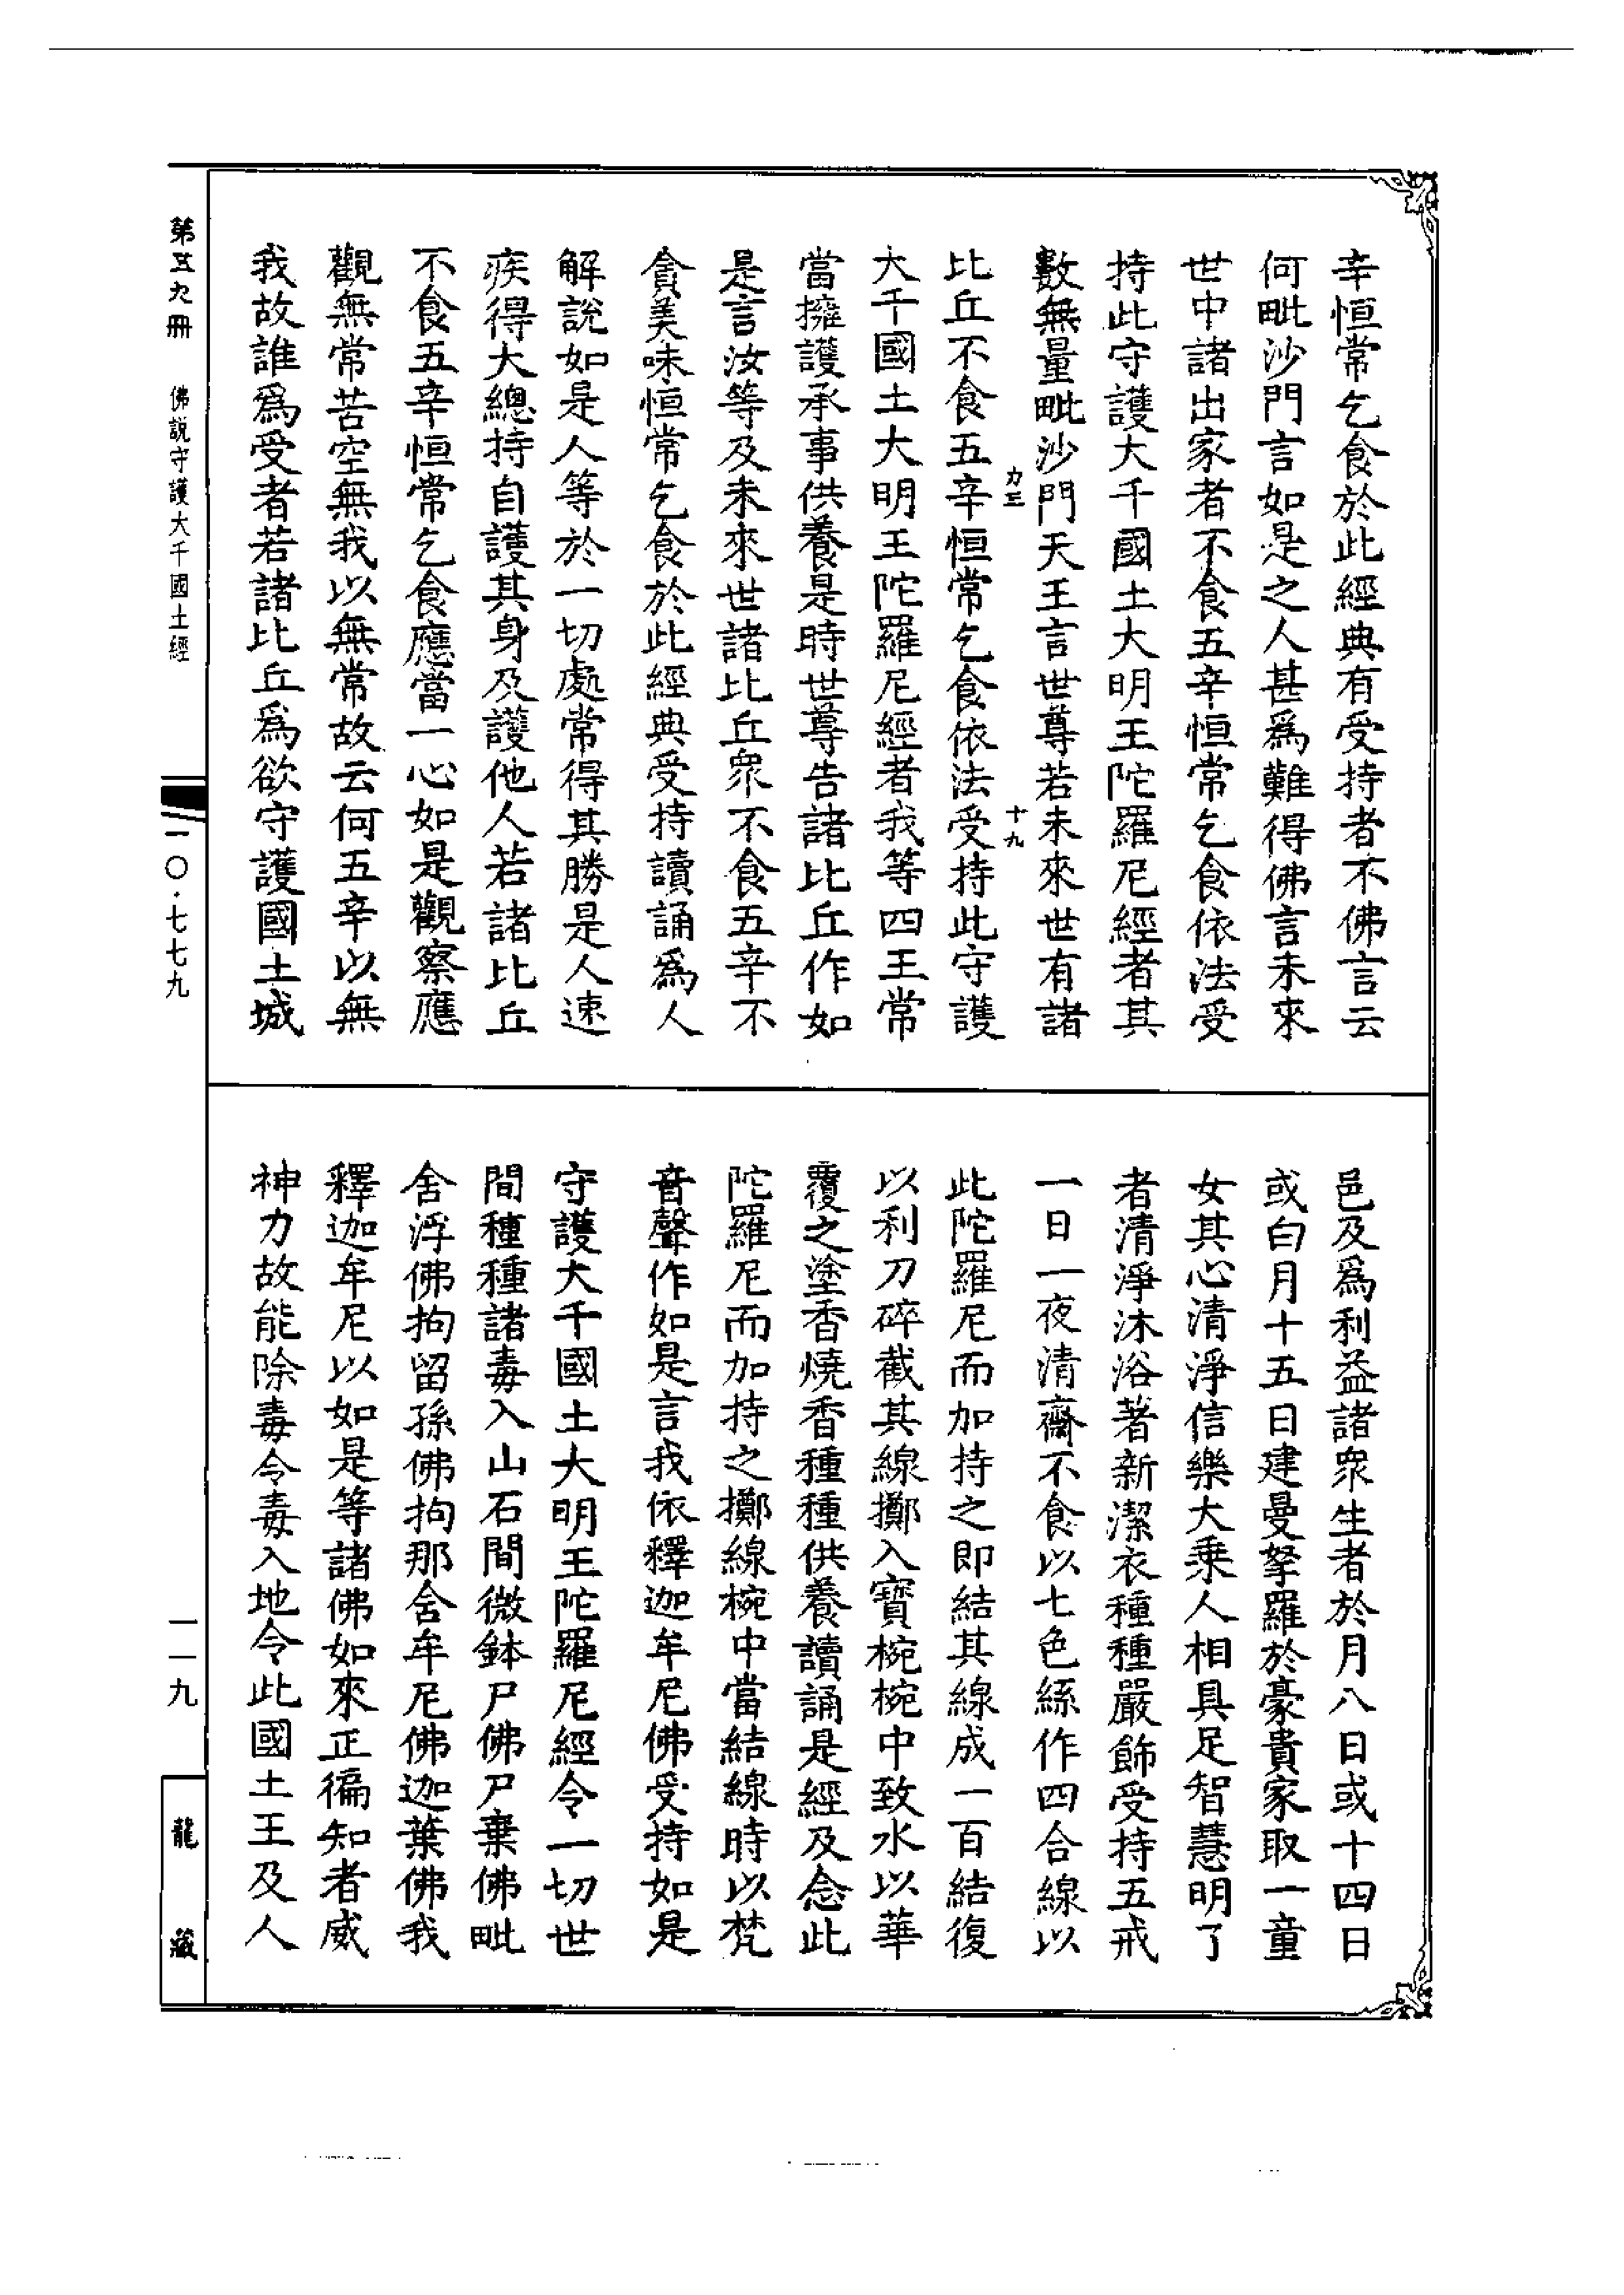 辛恒常乞食於此經典有受持者不佛言云
何毗沙門言如是之人甚爲難得佛言未來
世中諸出家者不食五辛恒常乞食依法受
持此守護大千國土大明王陀羅尼經者其
數無量毗沙門天王言世尊若未來世有諸
力三
十九
比丘不食五辛恒常乞食依法受持此守護
大千國土大明王陀羅尼經者我等四王常
當擁護承事供養是時世尊告諸比丘作如
是言汝等及未來世諸比丘眾不食五辛不
貪美味恒常乞食於此經典受持讀誦爲人
解說如是人等於一切處常得其勝是人速
疾得大總持自護其身及護他人若諸比丘
不食五辛恒常乞食應當一心如是觀察應
觀無常苦空無我以無常故云何五辛以無
我故誰爲受者若諸比丘爲欲守護國土城
邑及爲利益諸眾生者於月八日或十四日
或白月十五日建曼拏羅於豪貴家取一童
女其心清淨信樂大乘人相具足智慧明了
者清淨沐浴著新潔衣種種嚴飾受持五戒
一日一夜清齋不食以七色絲作四合線以
此陀羅尼而加持之即結其線成一百結復
以利刀碎截其線擲入寶椀椀中致水以華
覆之塗香燒香種種供養讀誦是經及念此
陀羅尼而加持之擲線椀中當結線時以梵
音聲作如是言我依釋迦牟尼佛受持如是
守護大千國土大明王陀羅尼經令一切世
間種種諸毒入山石間微鉢尸佛尸棄佛毗
舍浮佛拘留孫佛拘那舍牟尼佛迦葉佛我
釋迦牟尼以如是等諸佛如來正徧知者威
神力故能除毒令毒入地令此國土王及人
第五九冊 佛說守護大千國土經
一〇·七七九
一一九
龍藏